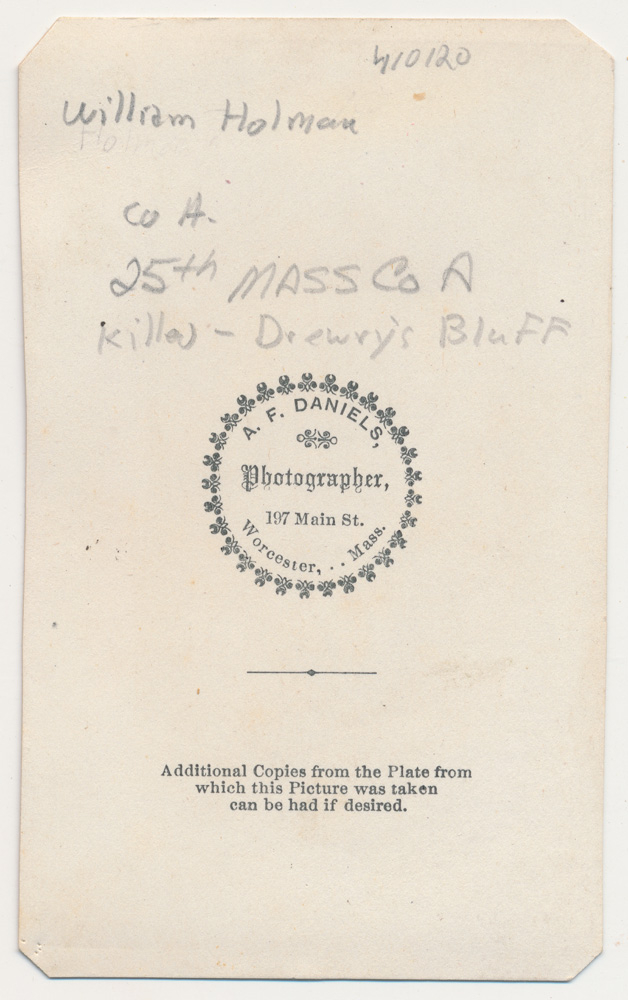 410120
William Holman
Co A.
25th MASS Co A
Killed - Drewry's Bluff
A. F. DANIELS,
Photographer,
197 Main St.
Worcester, . . Mass.
Additional Copies from the Plate from
which this Picture was taken
can be had if desired.